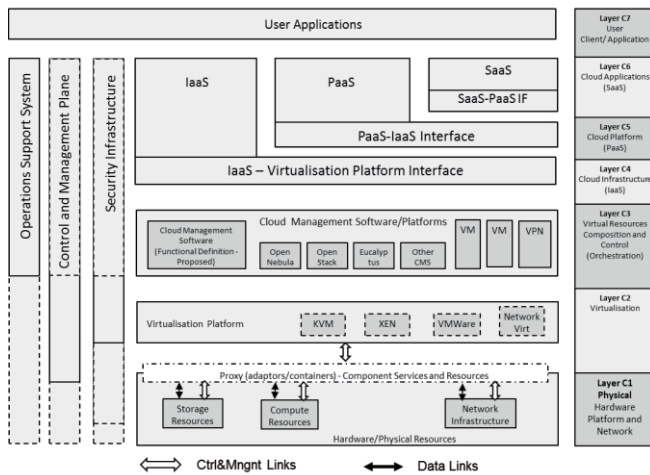 User Applications
Operations Support System
Control and Management Plane
Security Infrastructure
IaaS
PaaS
SaaS
SaaS-PaaS IF
PaaS-IaaS Interface
IaaS – Virtualisation Platform Interface
Cloud Management Software/Platforms
Cloud Management
Software
(Functional Definition -
Proposed)
Open
Nebula
Open
Stack
Eucalyp
tus
Other
CMS
VM
VM
VPN
Virtualisation Platform
KVM
XEN
VMWare
Network
Virt
Proxy (adaptors/containers) - Component Services and Resources
Storage
Resources
Compute
Resources
Network
Infrastructure
Hardware/Physical Resources
Ctrl&Mngnt Links
Data Links
Layer C7
User
Client/ Application
Layer C6
Cloud Applications
(SaaS)
Layer C5
Cloud Platform
(PaaS)
Layer C4
Cloud Infrastructure
(IaaS)
Layer C3
Virtual Resources
Composition and
Control
(Orchestration)
Layer C2
Virtualisation
Layer C1
Physical
Hardware
Platform and
Network